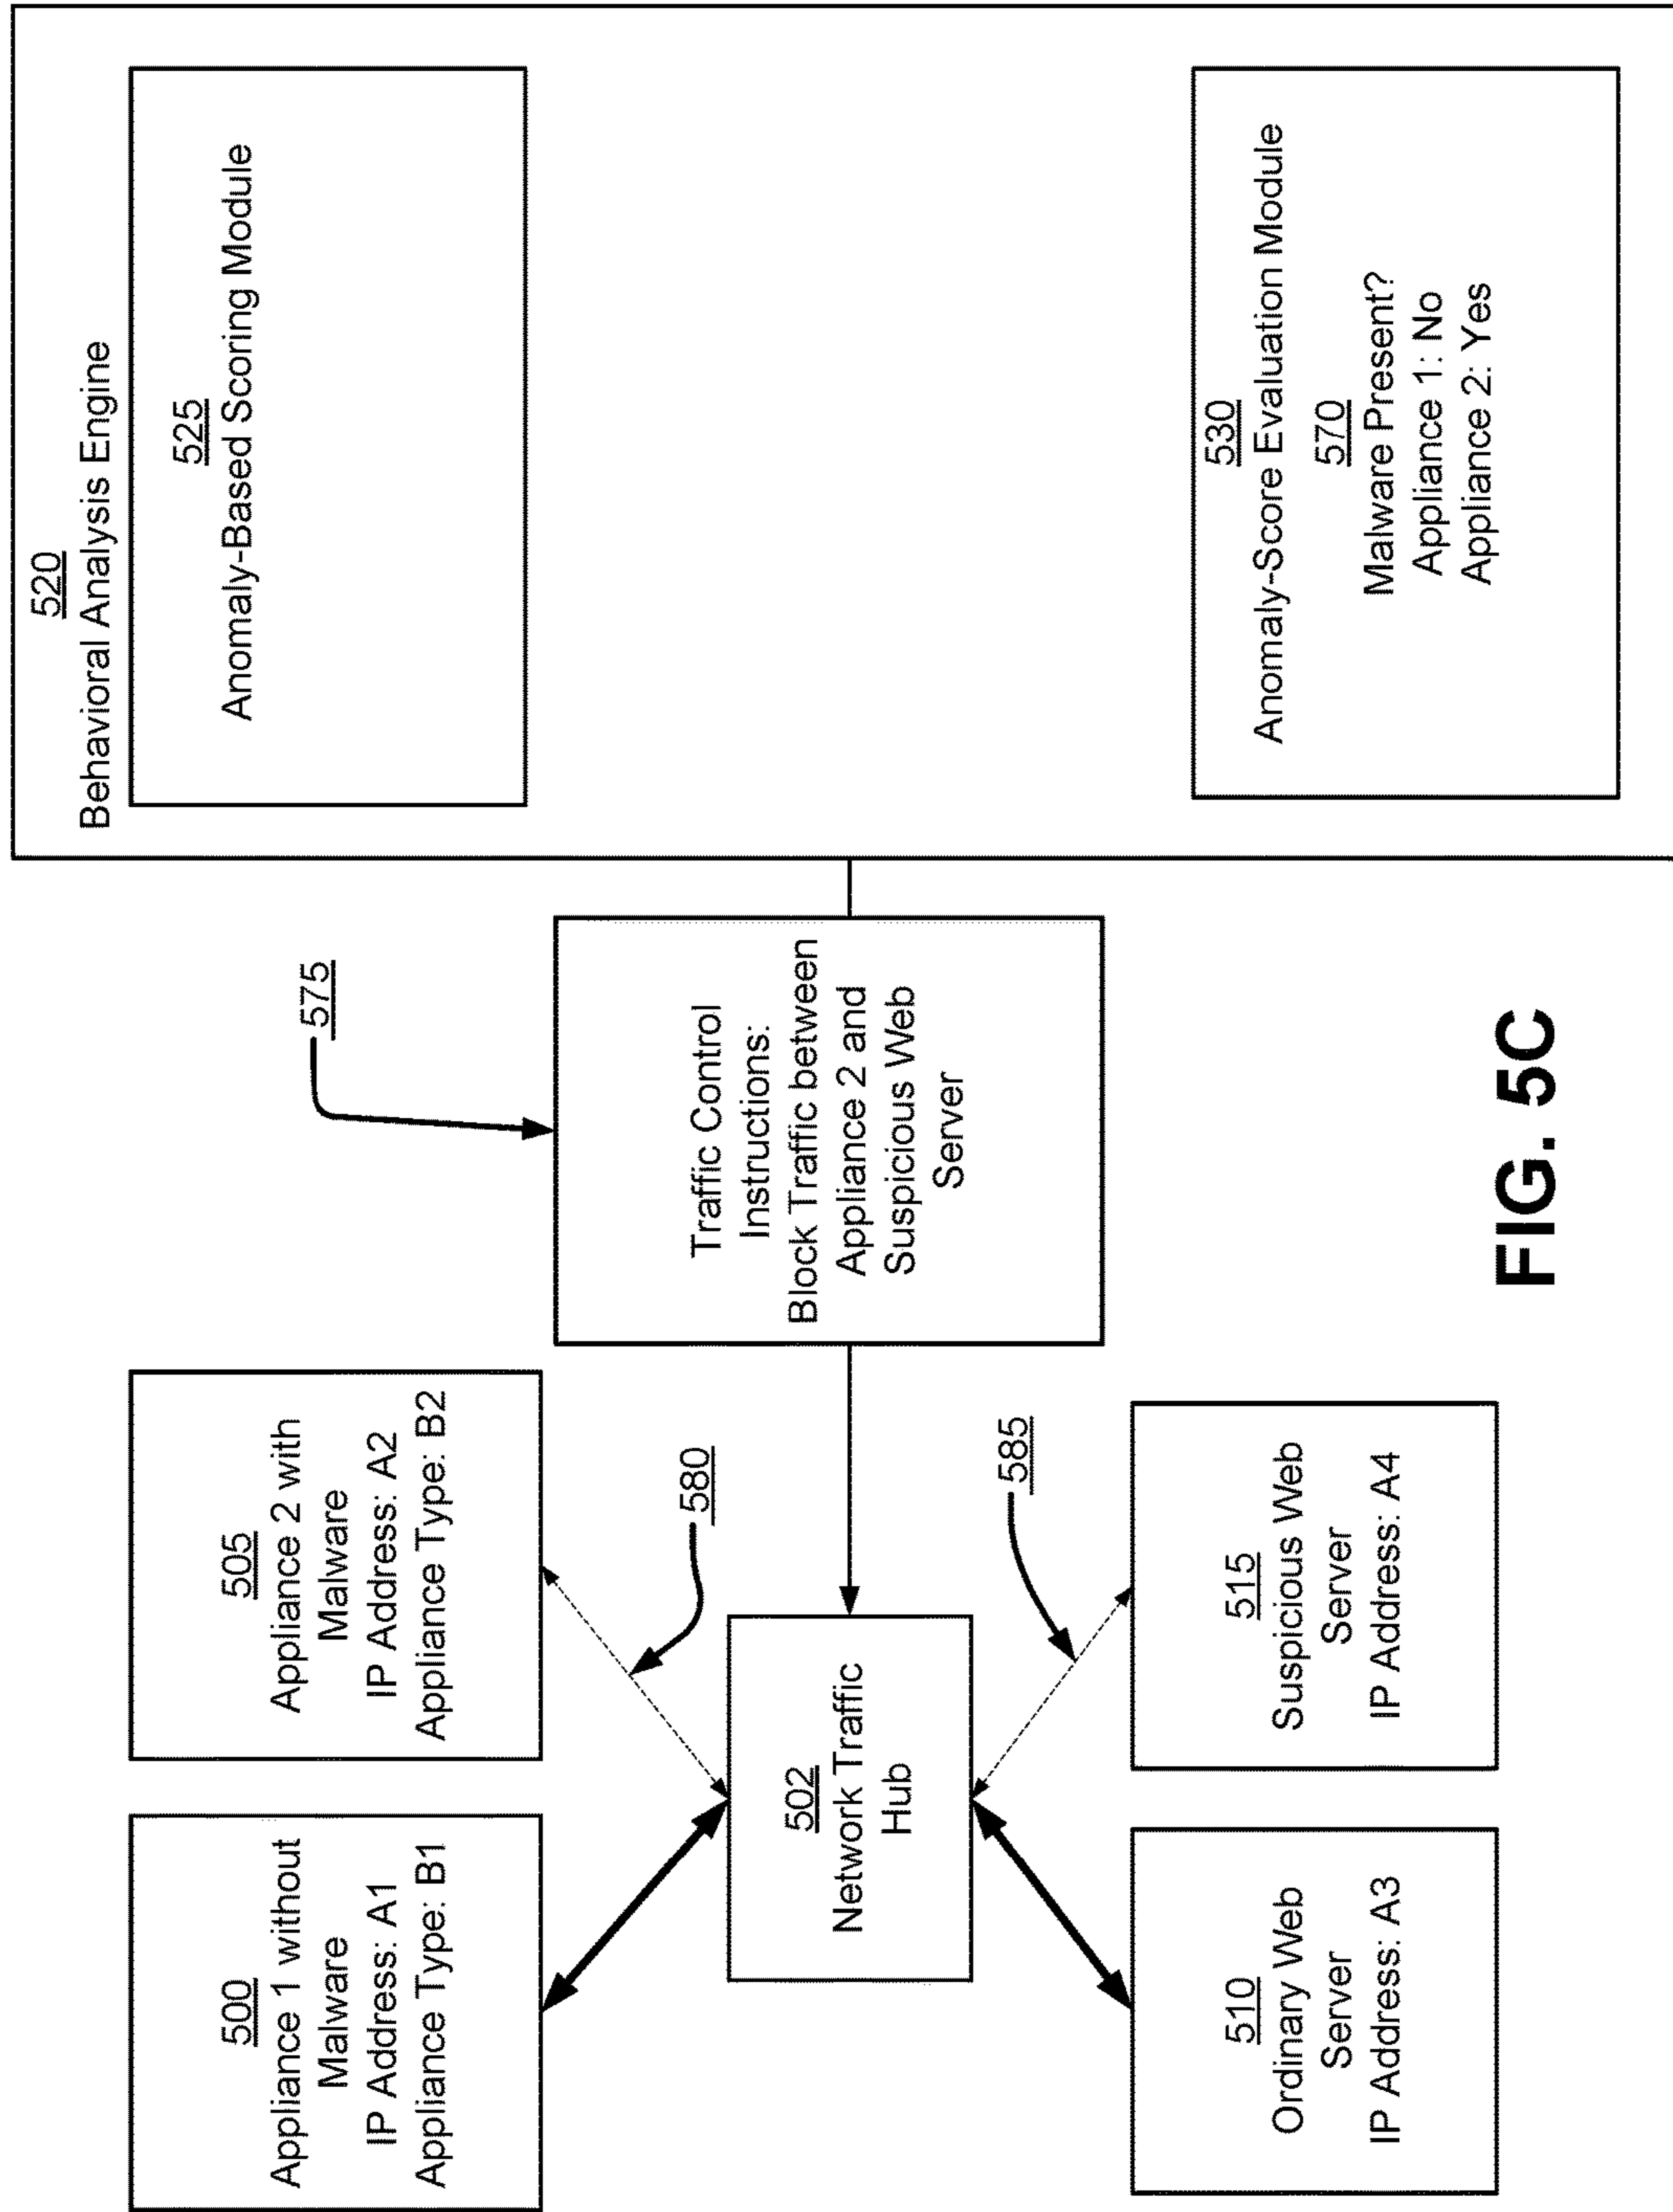 500
Appliance 1 without
Malware
IP Address: A1
Appliance Type: B1
505
Appliance 2 with
Malware
IP Address: A2
Appliance Type: B2
580
575
520
Behavioral Analysis Engine
525
Anomaly-Based Scoring Module
502
Network Traffic
Hub
Traffic Control
Instructions:
Block Traffic between
Appliance 2 and
Suspicious Web
Server
585
510
Ordinary Web
Server
IP Address: A3
515
Suspicious Web
Server
IP Address: A4
530
Anomaly-Score Evaluation Module
570
Malware Present?
Appliance 1: No
Appliance 2: Yes
FIG. 5C